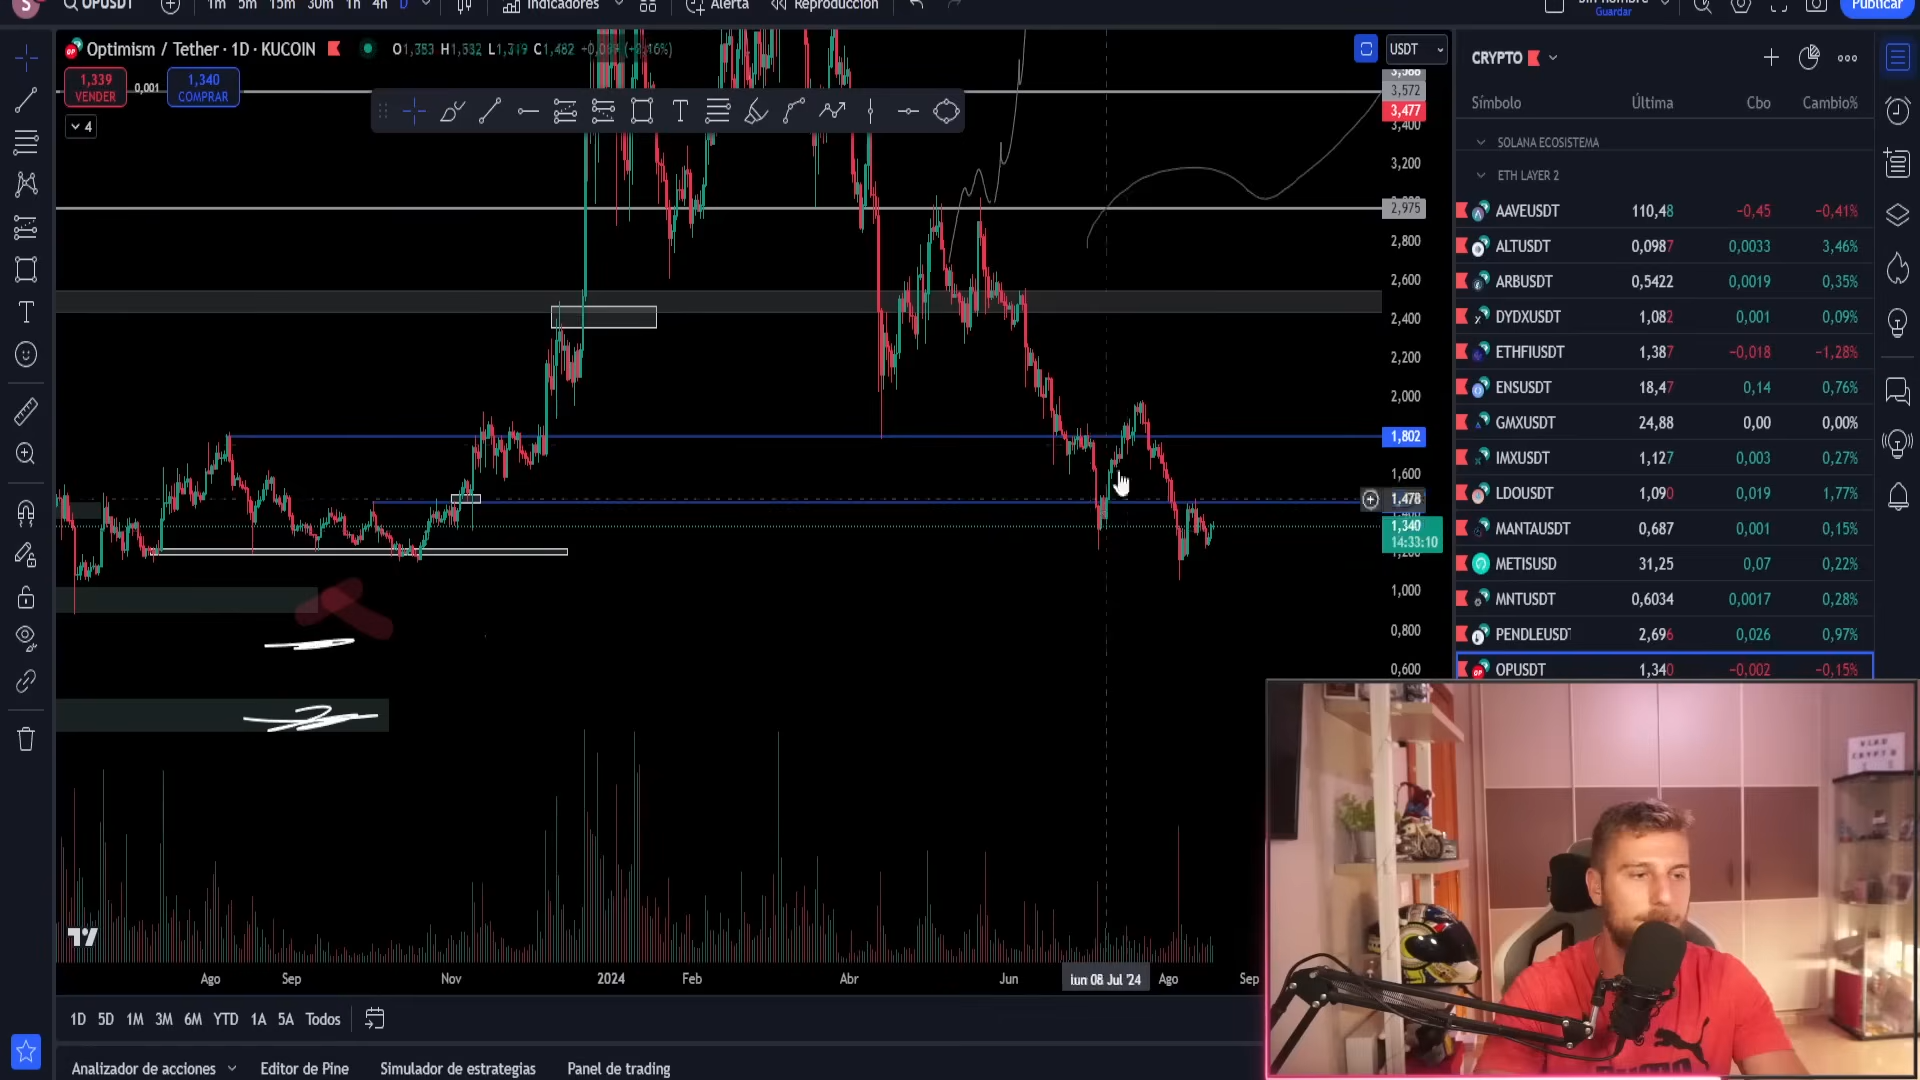 OPUSDT 1m 5m 15m 30m 1h 4h D Indicadores Alerta Reproducción Guardar Publicar
Optimism / Tether · 1D · KUCOIN O1,353 H1,532 L1,319 C1,482
1,339 VENDER 0,001 1,340 COMPRAR
4
USDT
3,572
3,477
3,400
3,200
2,975
2,800
2,600
2,400
2,200
2,000
1,802
1,600
1,478
1,340
14:33:10
1,200
1,000
0,800
0,600
Ago Sep Nov 2024 Feb Abr Jun lun 08 Jul '24 Ago Sep
1D 5D 1M 3M 6M YTD 1A 5A Todos
Analizador de acciones Editor de Pine Simulador de estrategias Panel de trading
CRYPTO
Símbolo Última Cbo Cambio%
SOLANA ECOSISTEMA
ETH LAYER 2
AAVEUSDT 110,48 −0,45 −0,41%
ALTUSDT 0,0987 0,0033 3,46%
ARBUSDT 0,5422 0,0019 0,35%
DYDXUSDT 1,082 0,001 0,09%
ETHFIUSDT 1,387 −0,018 −1,28%
ENSUSDT 18,47 0,14 0,76%
GMXUSDT 24,88 0,00 0,00%
IMXUSDT 1,127 0,003 0,27%
LDOUSDT 1,090 0,019 1,77%
MANTAUSDT 0,687 0,001 0,15%
METISUSD 31,25 0,07 0,22%
MNTUSDT 0,6034 0,0017 0,28%
PENDLEUSDT 2,696 0,026 0,97%
OPUSDT 1,340 −0,002 −0,15%